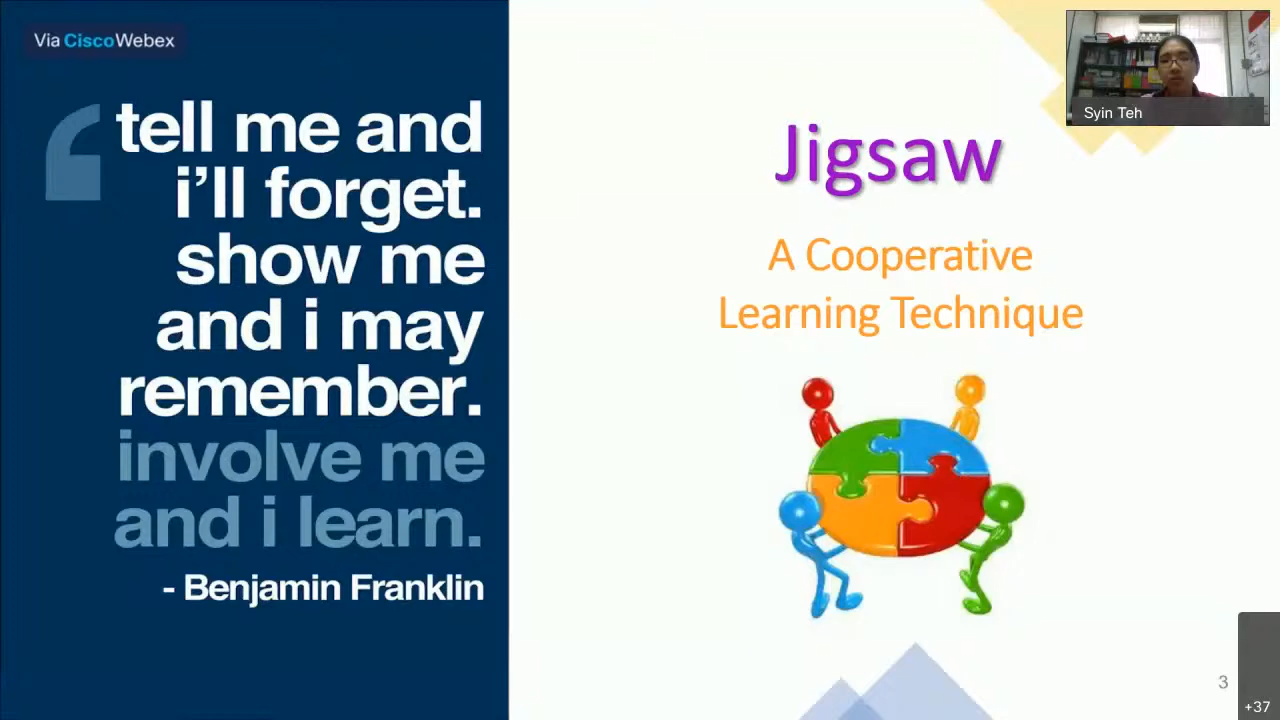 Via CiscoWebex
tell me and
i’ll forget.
show me
and i may
remember.
involve me
and i learn.
- Benjamin Franklin
Jigsaw
A Cooperative
Learning Technique
Syin Teh
3
+37